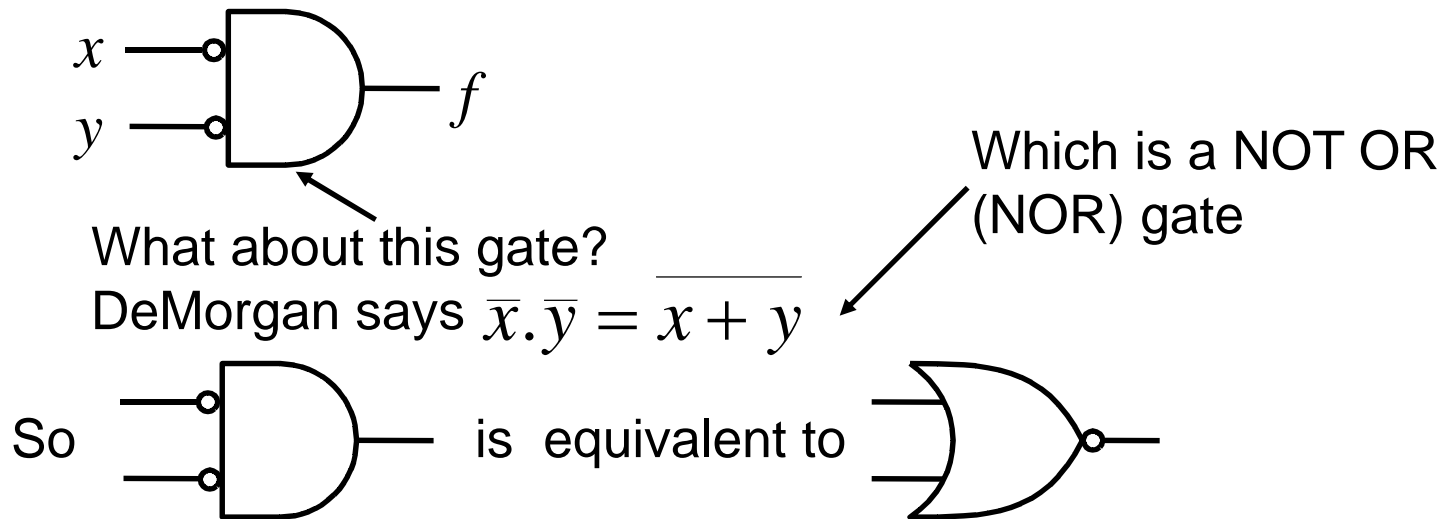 x
y
f
Which is a NOT OR
(NOR) gate
What about this gate?
DeMorgan says x̅.y̅ = x̅ ̅+̅ ̅y̅
So is equivalent to